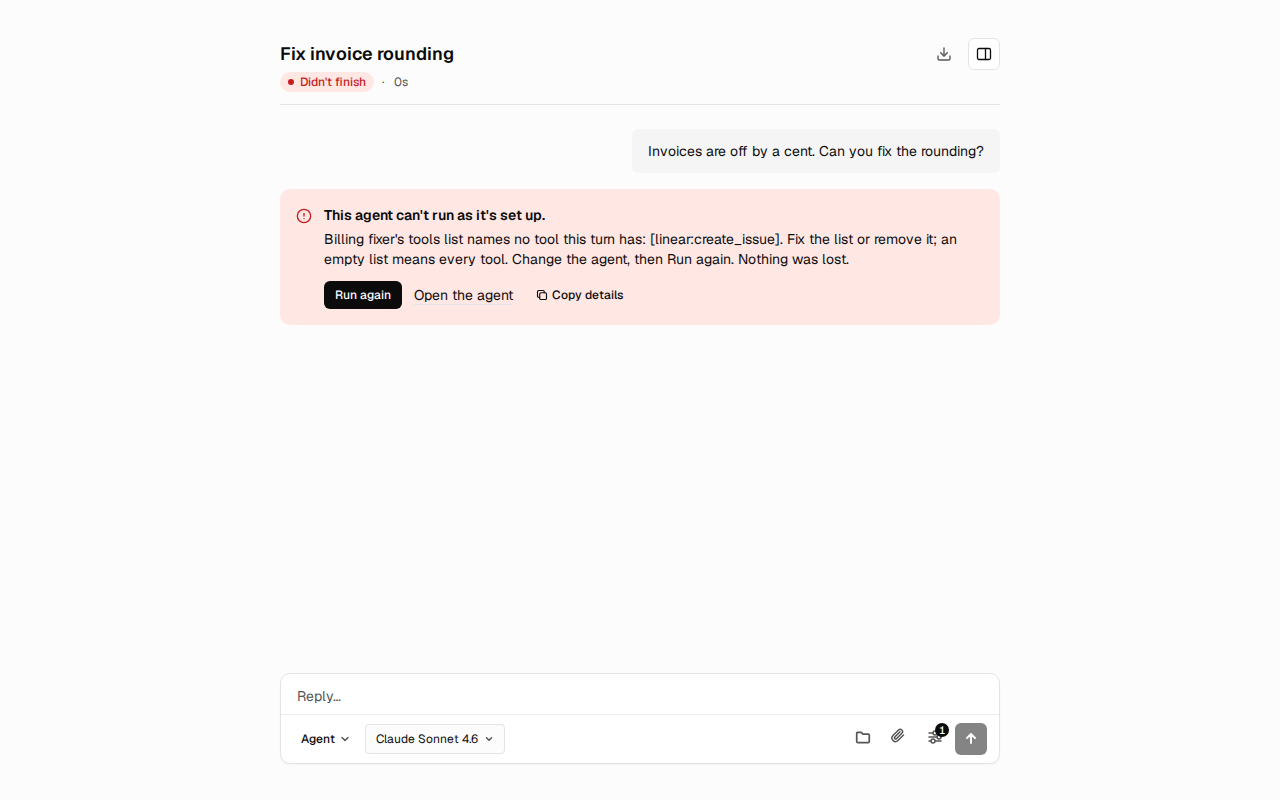 Fix invoice rounding
Didn't finish · 0s
Invoices are off by a cent. Can you fix the rounding?
This agent can't run as it's set up.
Billing fixer's tools list names no tool this turn has: [linear:create_issue]. Fix the list or remove it; an
empty list means every tool. Change the agent, then Run again. Nothing was lost.
Run again Open the agent Copy details
Reply...
Agent Claude Sonnet 4.6 1